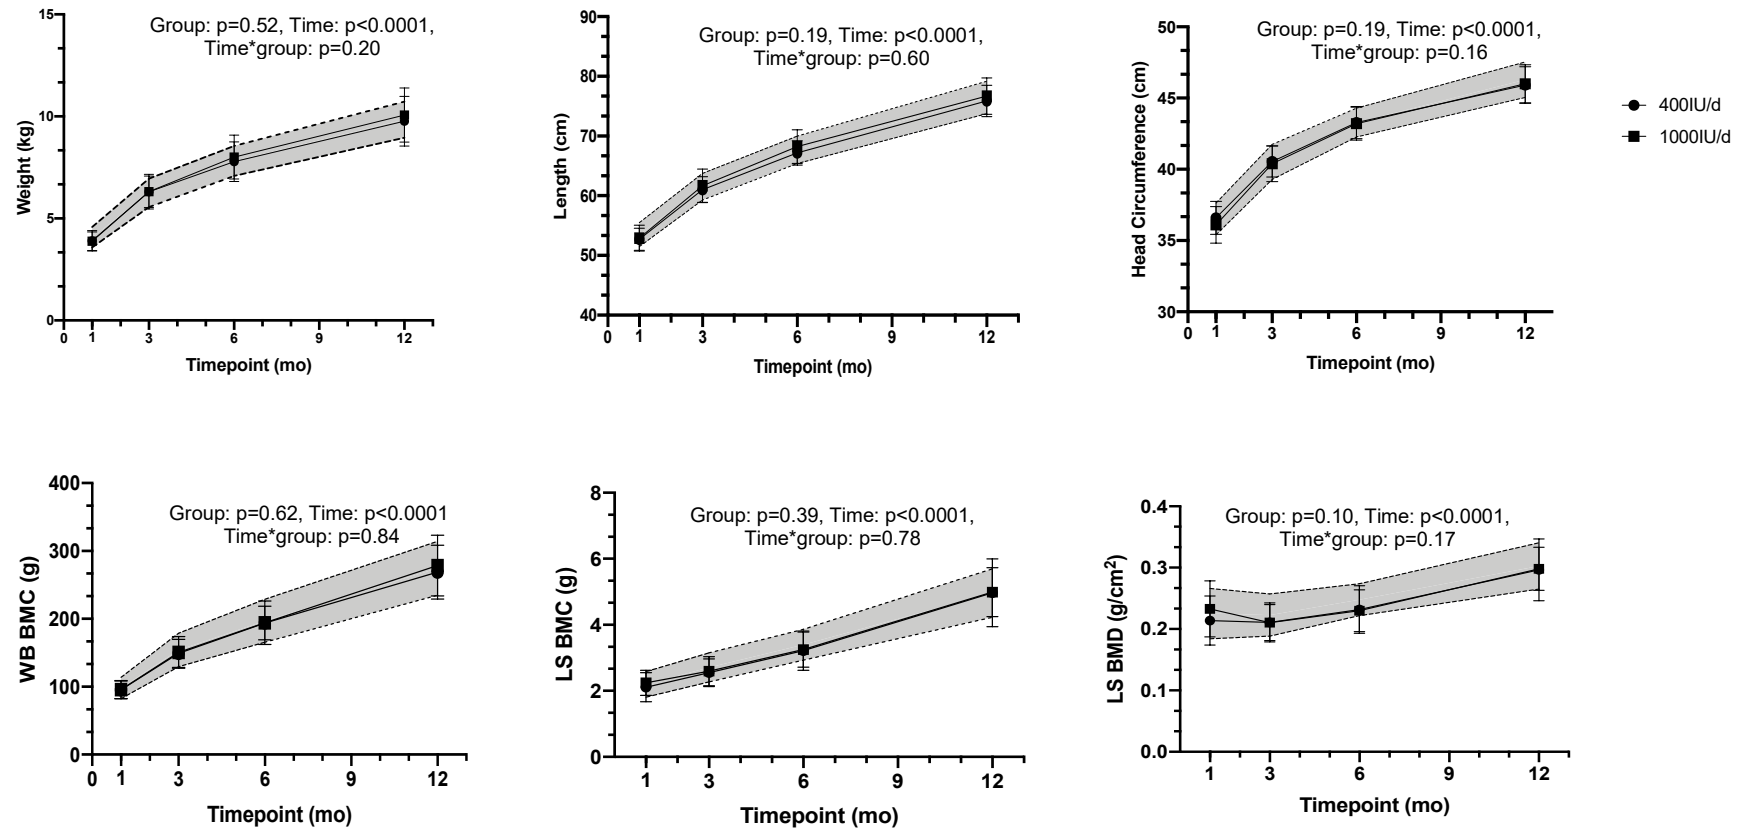 Group: p=0.52, Time: p<0.0001,
Time*group: p=0.20
15
10
5
0
Weight (kg)
0 1 3 6 9 12
Timepoint (mo)
Group: p=0.19, Time: p<0.0001,
Time*group: p=0.60
90
80
70
60
50
40
Length (cm)
0 1 3 6 9 12
Timepoint (mo)
Group: p=0.19, Time: p<0.0001,
Time*group: p=0.16
50
45
40
35
30
Head Circumference (cm)
0 1 3 6 9 12
Timepoint (mo)
400IU/d
1000IU/d
Group: p=0.62, Time: p<0.0001
Time*group: p=0.84
400
300
200
100
0
WB BMC (g)
0 1 3 6 9 12
Timepoint (mo)
Group: p=0.39, Time: p<0.0001,
Time*group: p=0.78
8
6
4
2
0
LS BMC (g)
1 3 6 9 12
Timepoint (mo)
Group: p=0.10, Time: p<0.0001,
Time*group: p=0.17
0.4
0.3
0.2
0.1
0.0
LS BMD (g/cm²)
1 3 6 9 12
Timepoint (mo)